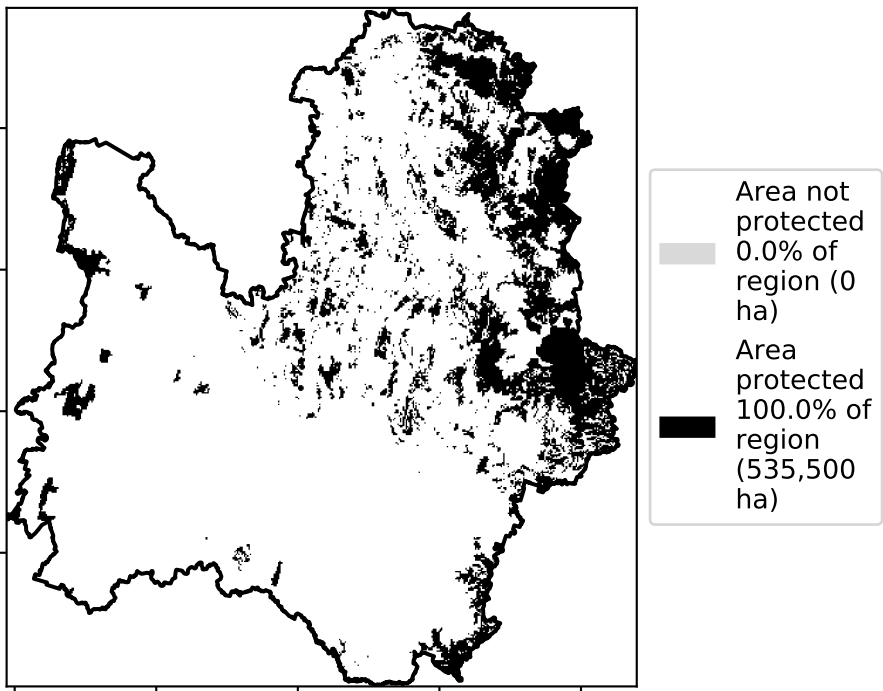 Area not
protected
0.0% of
region (0
ha)
Area
protected
100.0% of
region
(535,500
ha)